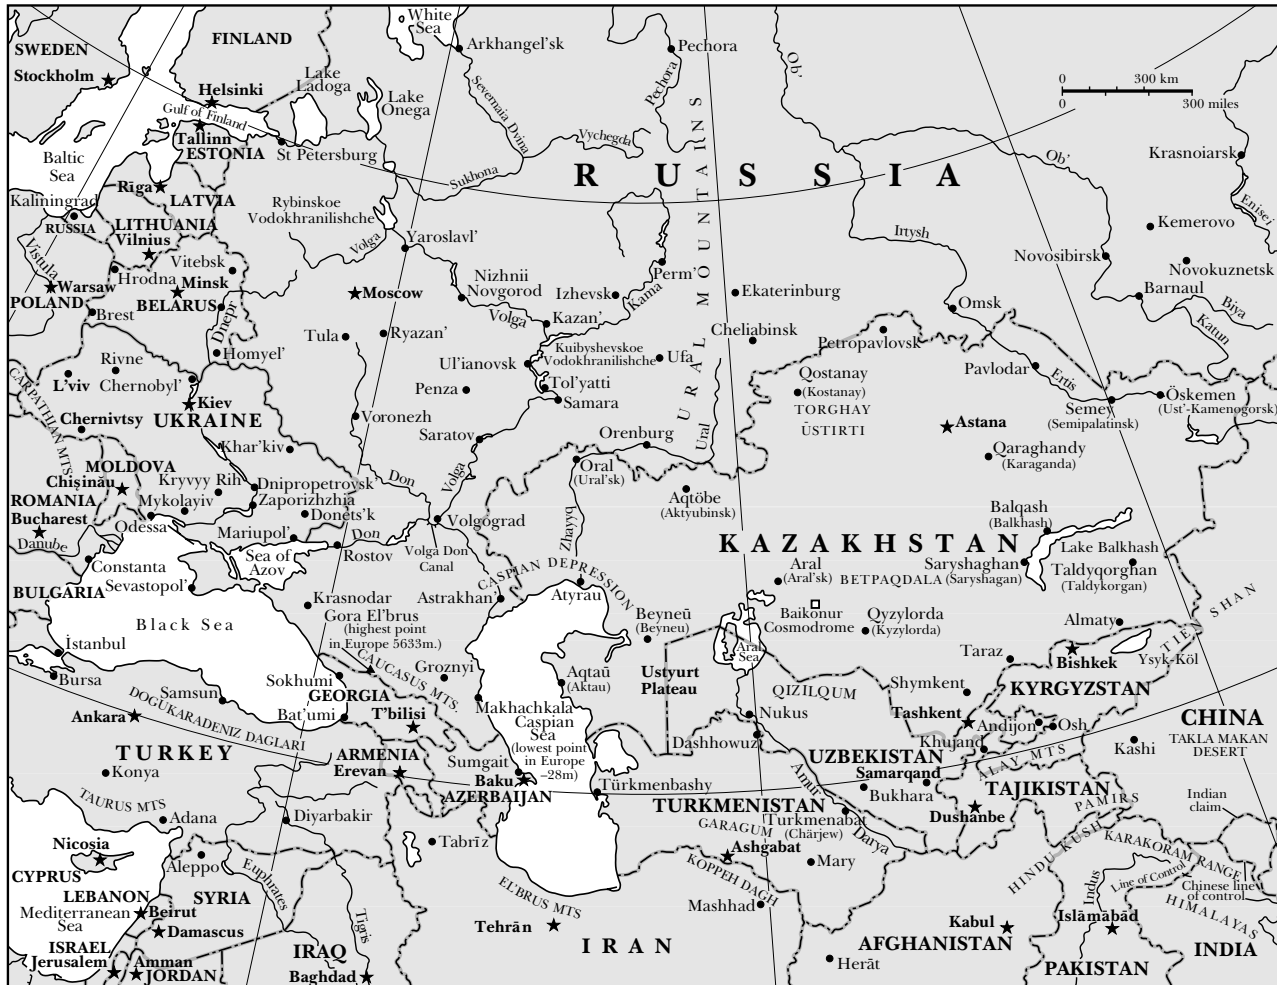 White
Sea
SWEDEN
FINLAND
Arkhangel'sk
Pechora
Ob'
Stockholm
Lake
Ladoga
0 300 km
0 300 miles
Helsinki
Lake
Onega
Severnaia Dvina
Pechora
Gulf of Finland
Tallinn
ESTONIA
St Petersburg
Vychegda
Baltic
Sea
Ob'
Krasnoiarsk
Sukhona
RUSSIA
URAL MOUNTAINS
Rīga
LATVIA
Kaliningrad
RUSSIA
Rybinskoe
Vodokhranilishche
Enisei
LITHUANIA
Vilnius
Kemerovo
Irtysh
Vistula
Volga
Yaroslavl'
Vitebsk
Novosibirsk
Novokuznetsk
Hrodna
Perm'
Warsaw
Minsk
Nizhnii
Novgorod
Izhevsk
Kama
Moscow
Ekaterinburg
Barnaul
POLAND
BELARUS
Brest
Dnepr
Volga
Kazan'
Omsk
Biya
Katun
Tula
Ryazan'
Cheliabinsk
Petropavlovsk
Homyel'
Kuibyshevskoe
Vodokhranilishche
Rivne
Ul'ianovsk
Ufa
L'viv
Chernobyl'
Qostanay
(Kostanay)
Pavlodar
Ertis
CARPATHIAN MTS
Penza
Tol'yatti
Samara
Kiev
TORGHAY
ÜSTIRTI
Semey
(Semipalatinsk)
Öskemen
(Ust'-Kamenogorsk)
Chernivtsy
UKRAINE
Voronezh
Astana
Saratov
Orenburg
Ural
Khar'kiv
Qaraghandy
(Karaganda)
MOLDOVA
Chişinău
Kryvyy Rih
Dnipropetrovsk'
Don
Volga
Oral
(Ural'sk)
Aqtöbe
(Aktyubinsk)
ROMANIA
Bucharest
Mykolayiv
Zaporizhzhia
Donets'k
Odessa
Volgograd
Zhayyq
Balqash
(Balkhash)
Danube
Mariupol'
Don
Rostov
Volga Don
Canal
KAZAKHSTAN
Lake Balkhash
Constanta
Sea of
Azov
CASPIAN DEPRESSION
Aral
(Aral'sk)
BETPAQDALA
Saryshaghan
(Saryshagan)
Taldyqorghan
(Taldykorgan)
Sevastopol'
BULGARIA
Krasnodar
Astrakhan'
Atyrau
Black Sea
Gora El'brus
(highest point
in Europe 5633m.)
Beyneū
(Beyneu)
Baikonur
Cosmodrome
Qyzylorda
(Kyzylorda)
Almaty
TIEN SHAN
İstanbul
Aral
Sea
Taraz
Bishkek
Ysyk-Köl
CAUCASUS MTS.
Groznyi
Aqtaū
(Aktau)
Ustyurt
Plateau
Bursa
Sokhumi
GEORGIA
Shymkent
KYRGYZSTAN
QIZILQUM
Samsun
DOGUKARADENIZ DAGLARI
Makhachkala
Ankara
Bat'umi
T'bilisi
Caspian
Sea
(lowest point
in Europe
–28m)
Nukus
Tashkent
Andijon
Osh
CHINA
TAKLA MAKAN
DESERT
Dashhowuz
Khujand
Kashi
TURKEY
ARMENIA
Erevan
Sumgait
UZBEKISTAN
ALAY MTS
Konya
Baku
AZERBAIJAN
Türkmenbashy
Samarqand
Bukhara
Amur
Darya
TAJIKISTAN
TAURUS MTS
TURKMENISTAN
Turkmenabat
(Chärjew)
Dushanbe
PAMIRS
Indian
claim
Adana
Diyarbakir
Nicosia
Tabrīz
GARAGUM
Ashgabat
HINDU KUSH
KARAKORAM RANGE
CYPRUS
Aleppo
Euphrates
KOPPEH DAGH
Mary
Indus
Line of Control
Chinese line
of control
LEBANON
SYRIA
EL'BRUS MTS
Mashhad
Mediterranean
Sea
Beirut
Damascus
Tigris
Tehrān
Kabul
Islāmābād
HIMALAYAS
ISRAEL
Jerusalem
Amman
JORDAN
IRAQ
Baghdad
IRAN
AFGHANISTAN
Herāt
PAKISTAN
INDIA